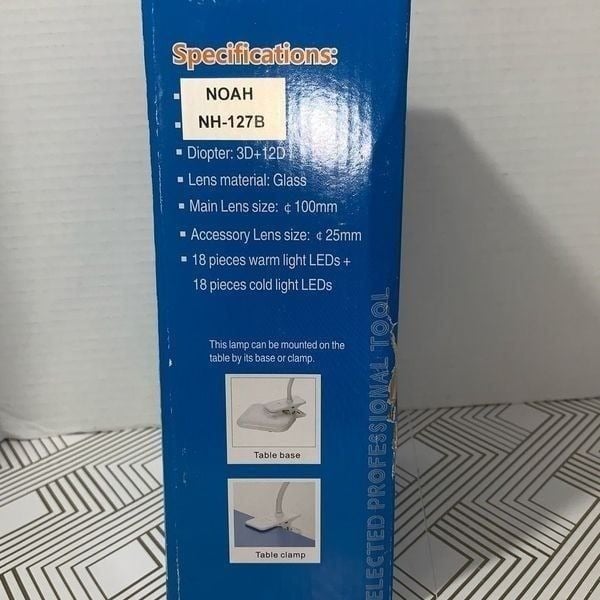 Specifications:
NOAH
NH-127B
▪ Diopter: 3D+12D
▪ Lens material: Glass
▪ Main Lens size: ¢ 100mm
▪ Accessory Lens size: ¢ 25mm
▪ 18 pieces warm light LEDs +
18 pieces cold light LEDs
This lamp can be mounted on the
table by its base or clamp.
Table base
Table clamp
ELECTED PROFESSIONAL TOOL